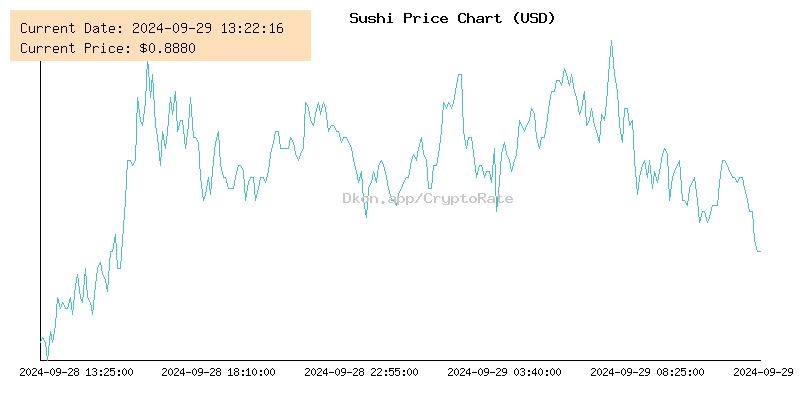 Sushi Price Chart (USD)
Current Date: 2024-09-29 13:22:16
Current Price: $0.8880
Dkon.app/CryptoRate
2024-09-28 13:25:00 2024-09-28 18:10:00 2024-09-28 22:55:00 2024-09-29 03:40:00 2024-09-29 08:25:00 2024-09-29